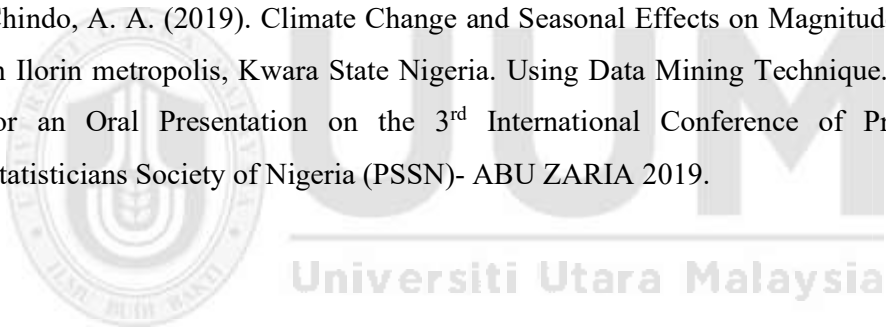 Chindo, A. A. (2019). Climate Change and Seasonal Effects on Magnitud
n Ilorin metropolis, Kwara State Nigeria. Using Data Mining Technique.
or an Oral Presentation on the 3rd International Conference of Pr
tatisticians Society of Nigeria (PSSN)- ABU ZARIA 2019.
UUM
Universiti Utara Malaysia